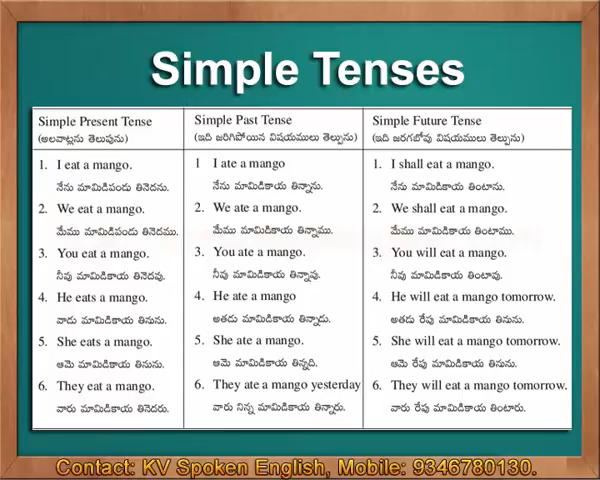 Simple Tenses
Simple Present Tense
(అలవాట్లను తెలుపును)
1. I eat a mango.
నేను మామిడిపండు తినెదను.
2. We eat a mango.
మేము మామిడిపండు తినెదము.
3. You eat a mango.
నీవు మామిడికాయ తినెదవు.
4. He eats a mango.
వాడు మామిడికాయ తినును.
5. She eats a mango.
ఆమె మామిడికాయ తినును.
6. They eat a mango.
వారు మామిడికాయ తినెదరు.
Simple Past Tense
(ఇది జరిగిపోయిన విషయములు తెల్పును)
1 I ate a mango
నేను మామిడికాయ తిన్నాను.
2. We ate a mango.
మేము మామిడికాయ తిన్నాము.
3. You ate a mango.
నీవు మామిడికాయ తిన్నావు.
4. He ate a mango
అతడు మామిడికాయ తిన్నాడు.
5. She ate a mango.
ఆమె మామిడికాయ తిన్నది.
6. They ate a mango yesterday
వారు నిన్న మామిడికాయ తిన్నారు.
Simple Future Tense
(ఇది జరగబోవు విషయములు తెల్పును)
1. I shall eat a mango.
నేను మామిడికాయ తింటాను.
2. We shall eat a mango.
మేము మామిడికాయ తింటాము.
3. You will eat a mango.
నీవు మామిడికాయ తింటావు.
4. He will eat a mango tomorrow.
అతడు రేపు మామిడికాయ తినును.
5. She will eat a mango tomorrow.
ఆమె రేపు మామిడికాయ తినును.
6. They will eat a mango tomorrow.
వారు రేపు మామిడికాయ తింటారు.
Contact: KV Spoken English, Mobile: 9346780130.